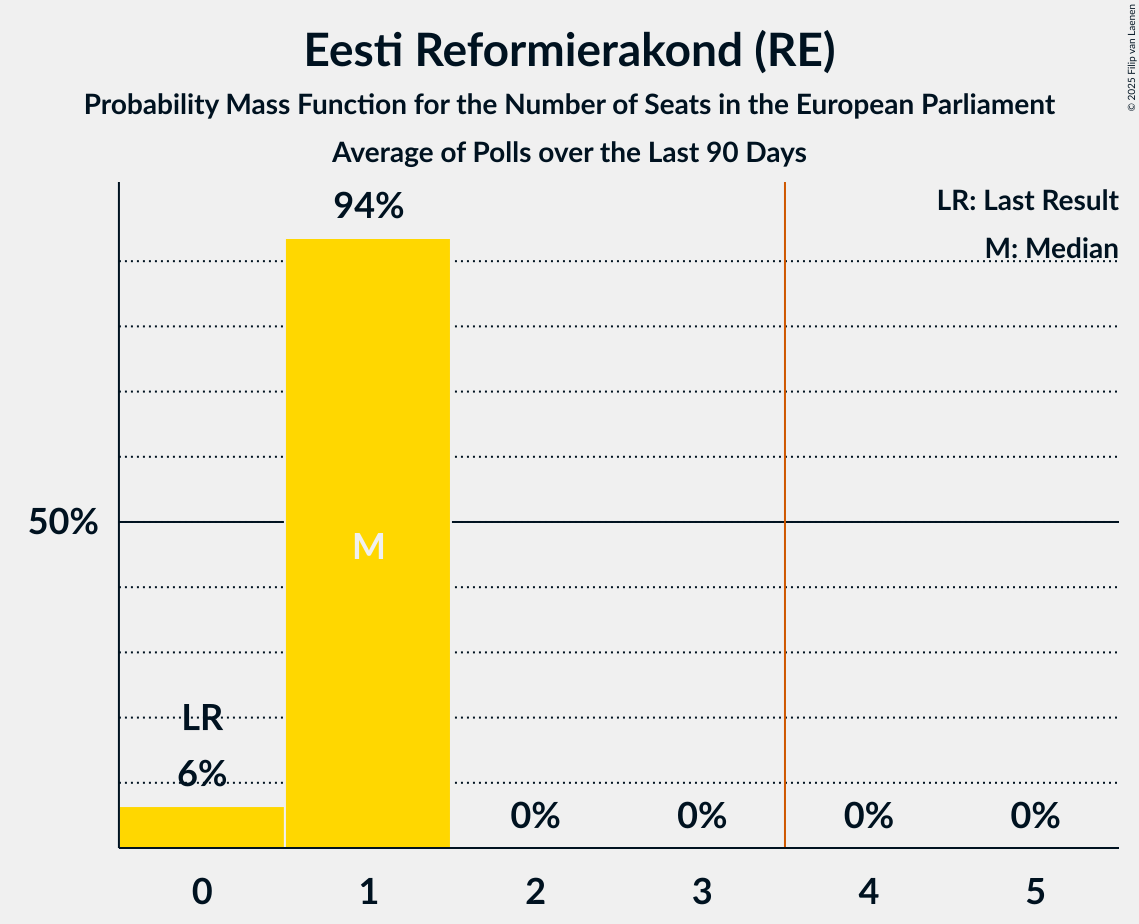 Eesti Reformierakond (RE)
Probability Mass Function for the Number of Seats in the European Parliament
Average of Polls over the Last 90 Days
© 2025 Filip van Laenen
LR: Last Result
M: Median
94%
50%
M
LR
6%
0%
0%
0%
0%
0
1
2
3
4
5